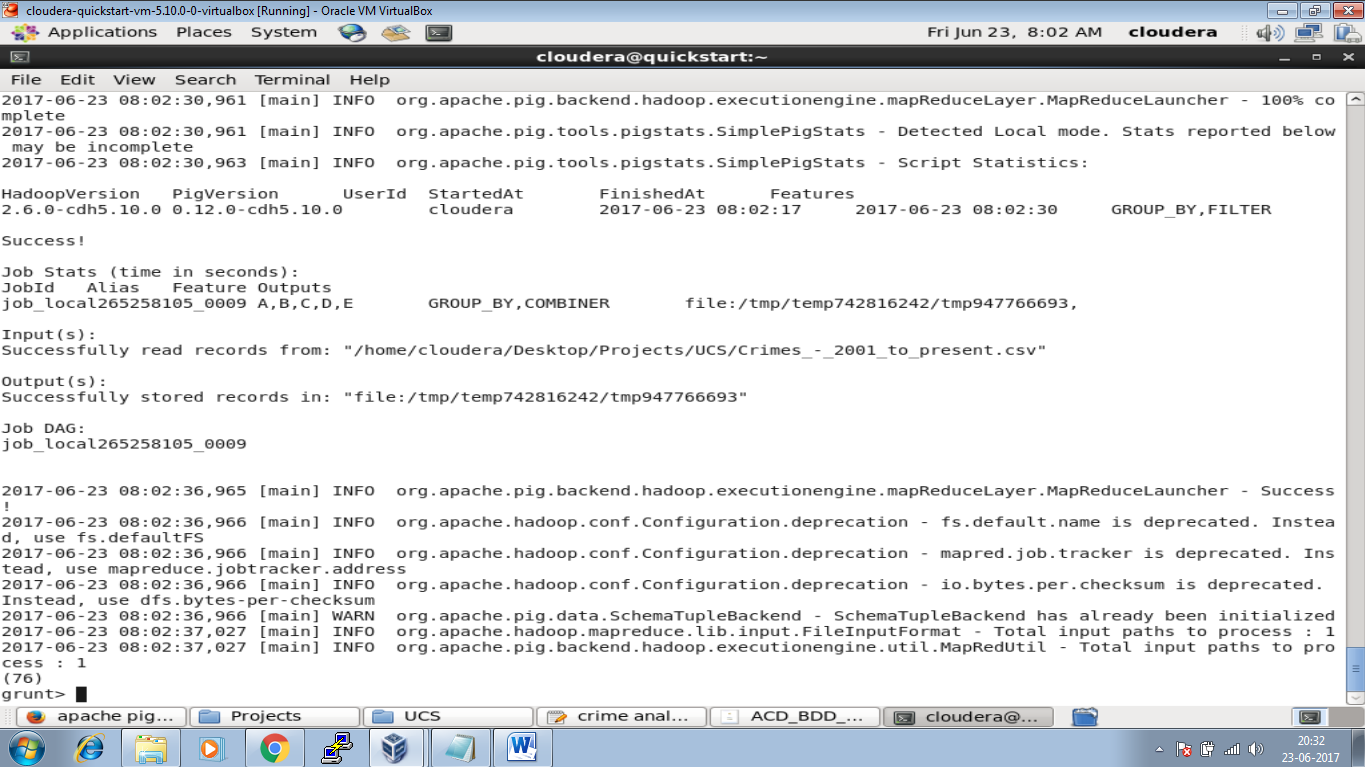 cloudera-quickstart-vm-5.10.0-0-virtualbox [Running] - Oracle VM VirtualBox
Applications Places System Fri Jun 23, 8:02 AM cloudera
cloudera@quickstart:~
File Edit View Search Terminal Help
2017-06-23 08:02:30,961 [main] INFO  org.apache.pig.backend.hadoop.executionengine.mapReduceLayer.MapReduceLauncher - 100% co
mplete
2017-06-23 08:02:30,961 [main] INFO  org.apache.pig.tools.pigstats.SimplePigStats - Detected Local mode. Stats reported below
 may be incomplete
2017-06-23 08:02:30,963 [main] INFO  org.apache.pig.tools.pigstats.SimplePigStats - Script Statistics:
HadoopVersion PigVersion UserId StartedAt FinishedAt Features
2.6.0-cdh5.10.0 0.12.0-cdh5.10.0 cloudera 2017-06-23 08:02:17 2017-06-23 08:02:30 GROUP_BY,FILTER
Success!
Job Stats (time in seconds):
JobId Alias Feature Outputs
job_local265258105_0009 A,B,C,D,E GROUP_BY,COMBINER file:/tmp/temp742816242/tmp947766693,
Input(s):
Successfully read records from: "/home/cloudera/Desktop/Projects/UCS/Crimes_-_2001_to_present.csv"
Output(s):
Successfully stored records in: "file:/tmp/temp742816242/tmp947766693"
Job DAG:
job_local265258105_0009
2017-06-23 08:02:36,965 [main] INFO  org.apache.pig.backend.hadoop.executionengine.mapReduceLayer.MapReduceLauncher - Success
!
2017-06-23 08:02:36,966 [main] INFO  org.apache.hadoop.conf.Configuration.deprecation - fs.default.name is deprecated. Instea
d, use fs.defaultFS
2017-06-23 08:02:36,966 [main] INFO  org.apache.hadoop.conf.Configuration.deprecation - mapred.job.tracker is deprecated. Ins
tead, use mapreduce.jobtracker.address
2017-06-23 08:02:36,966 [main] INFO  org.apache.hadoop.conf.Configuration.deprecation - io.bytes.per.checksum is deprecated.
Instead, use dfs.bytes-per-checksum
2017-06-23 08:02:36,966 [main] WARN  org.apache.pig.data.SchemaTupleBackend - SchemaTupleBackend has already been initialized
2017-06-23 08:02:37,027 [main] INFO  org.apache.hadoop.mapreduce.lib.input.FileInputFormat - Total input paths to process : 1
2017-06-23 08:02:37,027 [main] INFO  org.apache.pig.backend.hadoop.executionengine.util.MapRedUtil - Total input paths to pro
cess : 1
(76)
grunt>
apache pig... Projects UCS crime anal... ACD_BDD_... cloudera@...
20:32
23-06-2017